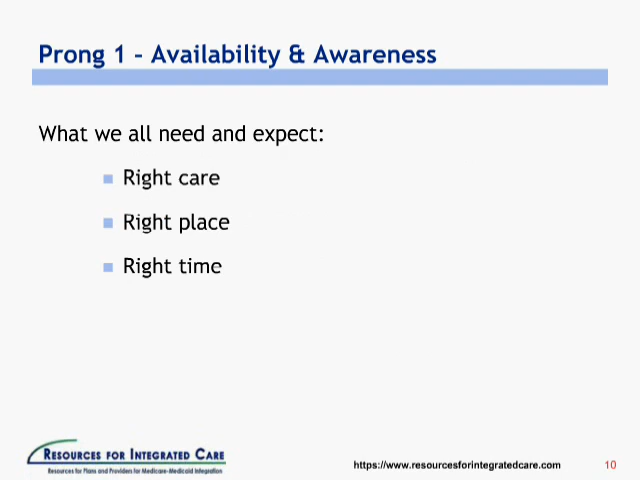 Prong 1 – Availability & Awareness
What we all need and expect:
Right care
Right place
Right time
RESOURCES FOR INTEGRATED CARE
Resources for Plans and Providers for Medicare-Medicaid Integration
https://www.resourcesforintegratedcare.com
10